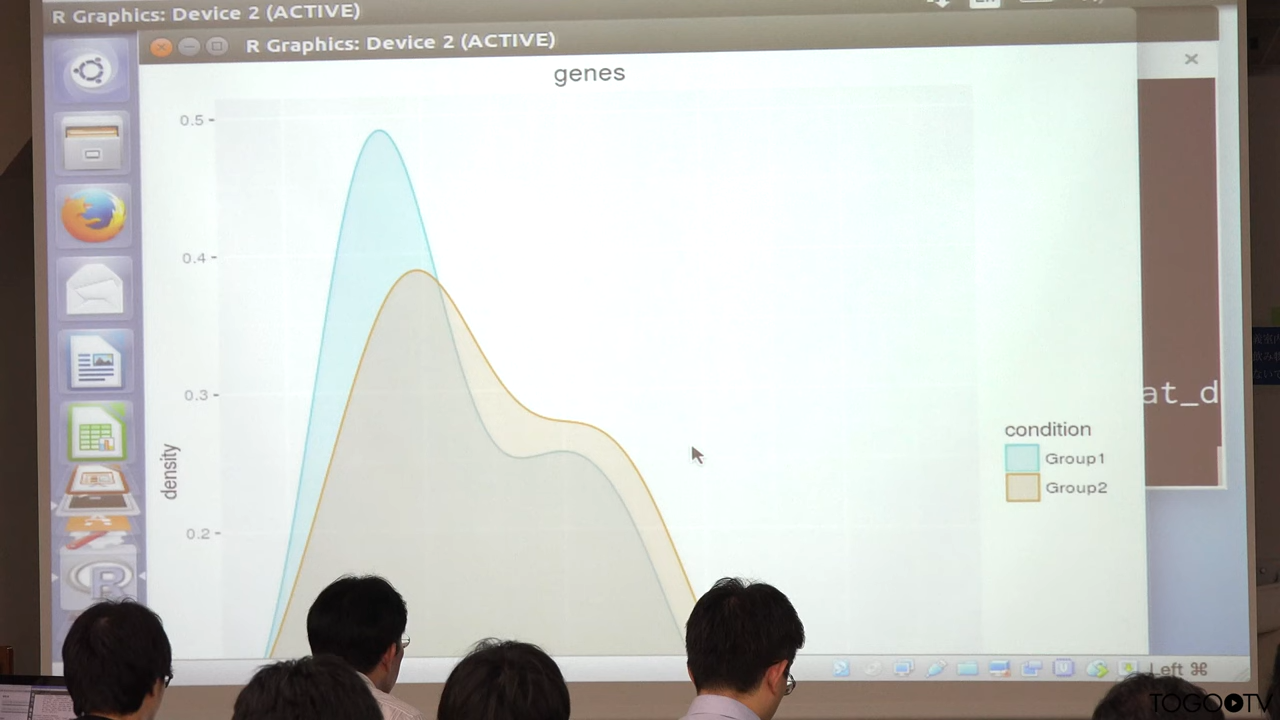 R Graphics: Device 2 (ACTIVE)
R Graphics: Device 2 (ACTIVE)
genes
0.5
0.4
0.3
0.2
density
condition
Group1
Group2
at_d
Left ⌘
TOGOTV